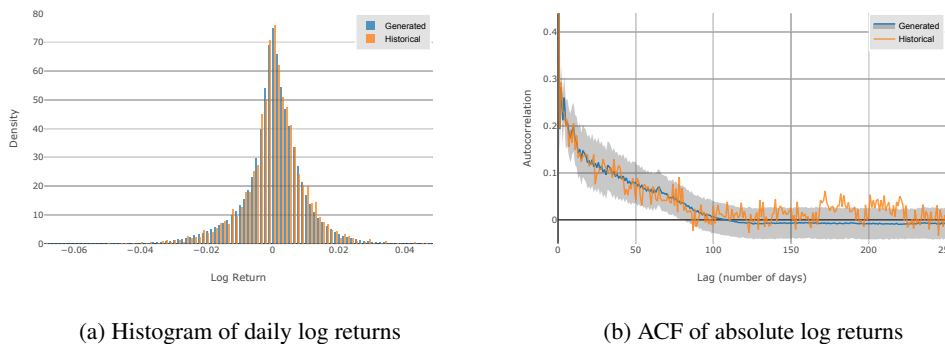 80
70
60
50
40
30
20
10
0
Density
−0.06
−0.04
−0.02
0
0.02
0.04
Log Return
Generated
Historical
(a) Histogram of daily log returns
0.4
0.3
0.2
0.1
0
Autocorrelation
0
50
100
150
200
250
Lag (number of days)
Generated
Historical
(b) ACF of absolute log returns